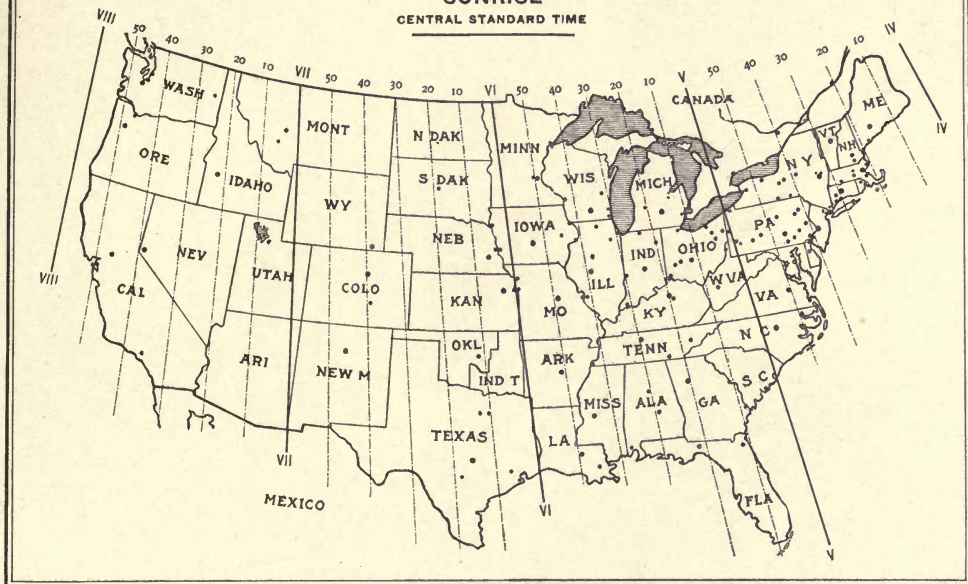 SUNRISE
CENTRAL STANDARD TIME
VIII 50 40 30 20 10 VII 50 40 30 20 10 VI 50 40 30 20 10 V 50 40 30 20 10 IV
WASH
MONT
N DAK
MINN
CANADA
ME
VT
NH
NY
IV
ORE
IDAHO
S DAK
WIS
MICH
WY
NEB
IOWA
PA
VIII
NEV
UTAH
COLO
KAN
ILL
IND
OHIO
W VA
CAL
MO
KY
VA
ARI
NEW M
OKL
IND T
ARK
TENN
N C
S C
TEXAS
MISS
ALA
GA
LA
VII
MEXICO
VI
FLA
V